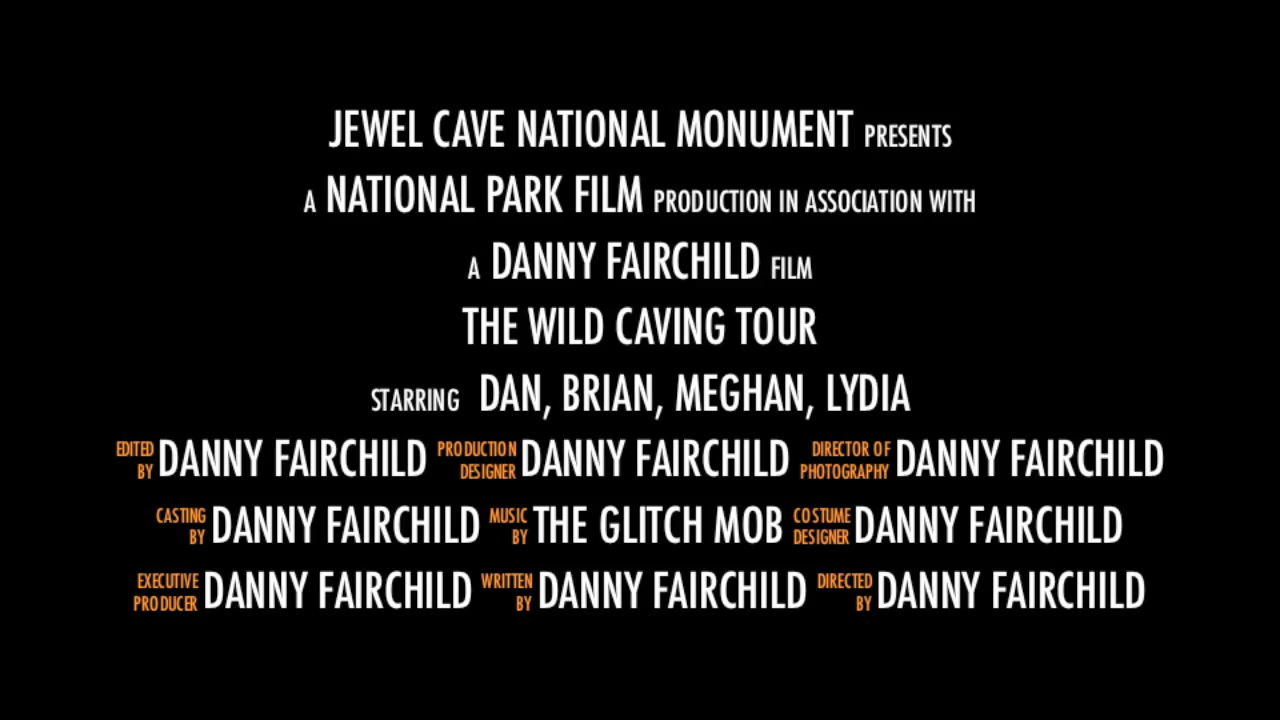 JEWEL CAVE NATIONAL MONUMENT PRESENTS
A NATIONAL PARK FILM PRODUCTION IN ASSOCIATION WITH
A DANNY FAIRCHILD FILM
THE WILD CAVING TOUR
STARRING DAN, BRIAN, MEGHAN, LYDIA
EDITED BY DANNY FAIRCHILD PRODUCTION DESIGNER DANNY FAIRCHILD DIRECTOR OF PHOTOGRAPHY DANNY FAIRCHILD
CASTING BY DANNY FAIRCHILD MUSIC BY THE GLITCH MOB COSTUME DESIGNER DANNY FAIRCHILD
EXECUTIVE PRODUCER DANNY FAIRCHILD WRITTEN BY DANNY FAIRCHILD DIRECTED BY DANNY FAIRCHILD